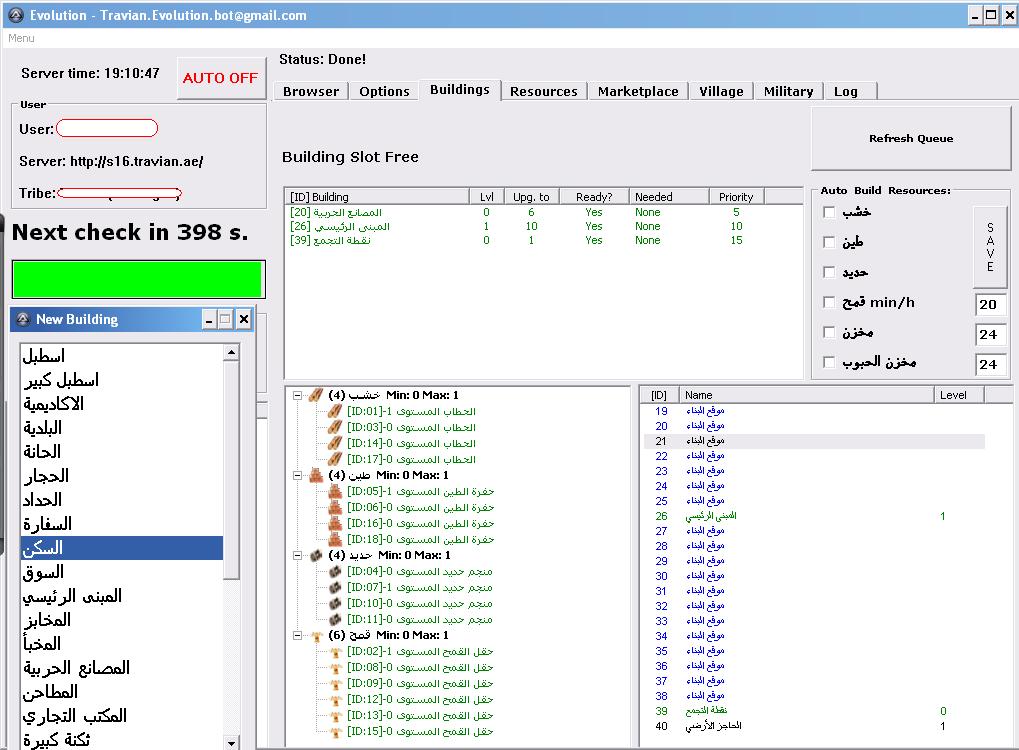 Evolution - Travian.Evolution.bot@gmail.com
Menu
Server time: 19:10:47
AUTO OFF
Status: Done!
Browser Options Buildings Resources Marketplace Village Military Log
User
User:
Server: http://s16.travian.ae/
Tribe:
Next check in 398 s.
Building Slot Free
Refresh Queue
[ID] Building Lvl Upg. to Ready? Needed Priority
[20] المصانع الحربية 0 6 Yes None 5
[26] المبنى الرئيسي 1 10 Yes None 10
[39] نقطة التجمع 0 1 Yes None 15
Auto Build Resources:
خشب
طين
حديد
قمح min/h 20
مخزن 24
مخزن الحبوب 24
SAVE
New Building
اسطبل
اسطبل كبير
الاكاديمية
البلدية
الحانة
الحجار
الحداد
السفارة
السكن
السوق
المبنى الرئيسي
المخابز
المخبأ
المصانع الحربية
المطاحن
المكتب التجاري
ثكنة كبيرة
خشب (4) Min: 0 Max: 1
[ID:01]-1 الحطاب المستوى
[ID:03]-0 الحطاب المستوى
[ID:14]-0 الحطاب المستوى
[ID:17]-0 الحطاب المستوى
طين (4) Min: 0 Max: 1
[ID:05]-1 حفرة الطين المستوى
[ID:06]-0 حفرة الطين المستوى
[ID:16]-0 حفرة الطين المستوى
[ID:18]-0 حفرة الطين المستوى
حديد (4) Min: 0 Max: 1
[ID:04]-0 منجم حديد المستوى
[ID:07]-1 منجم حديد المستوى
[ID:10]-0 منجم حديد المستوى
[ID:11]-0 منجم حديد المستوى
قمح (6) Min: 0 Max: 1
[ID:02]-1 حقل القمح المستوى
[ID:08]-0 حقل القمح المستوى
[ID:09]-0 حقل القمح المستوى
[ID:12]-0 حقل القمح المستوى
[ID:13]-0 حقل القمح المستوى
[ID:15]-0 حقل القمح المستوى
[ID] Name Level
19 موقع البناء
20 موقع البناء
21 موقع البناء
22 موقع البناء
23 موقع البناء
24 موقع البناء
25 موقع البناء
26 المبنى الرئيسي 1
27 موقع البناء
28 موقع البناء
29 موقع البناء
30 موقع البناء
31 موقع البناء
32 موقع البناء
33 موقع البناء
34 موقع البناء
35 موقع البناء
36 موقع البناء
37 موقع البناء
38 موقع البناء
39 نقطة التجمع 0
40 الحاجز الأرضي 1